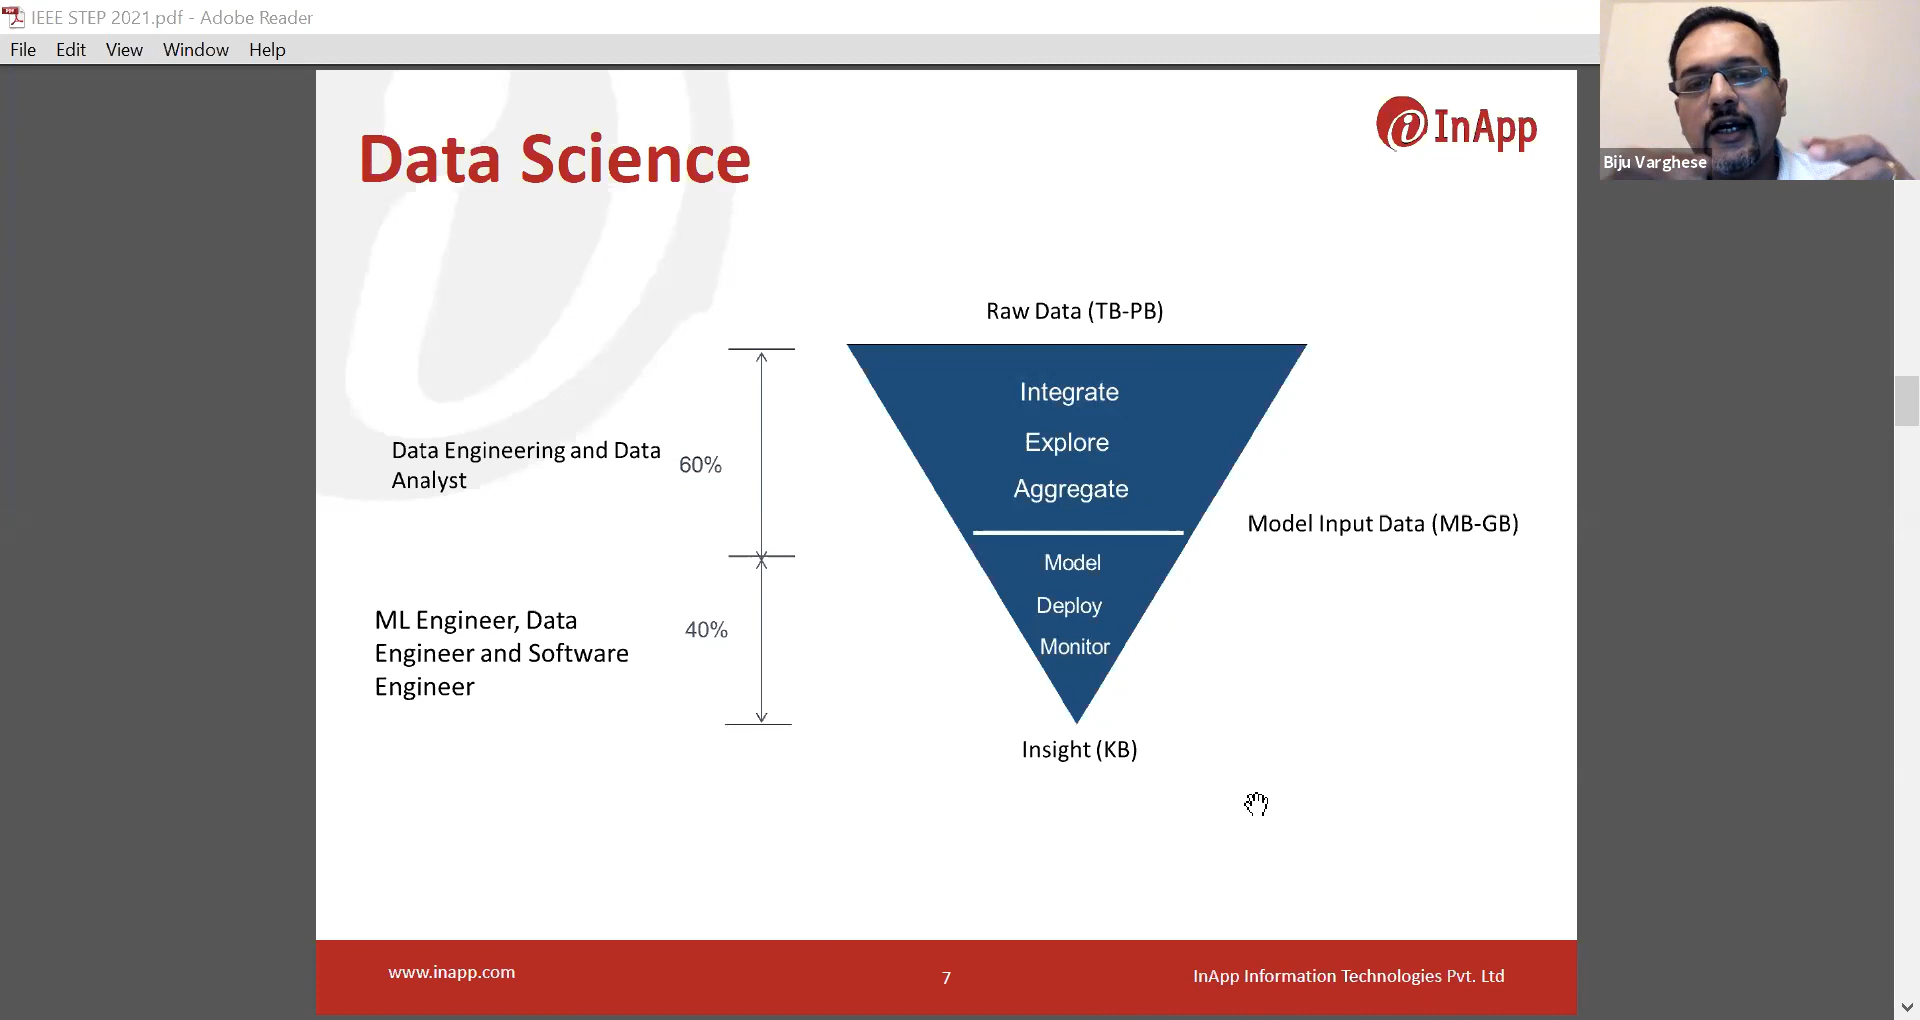 IEEE STEP 2021.pdf - Adobe Reader
File Edit View Window Help
Biju Varghese
InApp
Data Science
Raw Data (TB-PB)
Integrate
Explore
Aggregate
Data Engineering and Data
Analyst
60%
Model Input Data (MB-GB)
Model
Deploy
Monitor
ML Engineer, Data
Engineer and Software
Engineer
40%
Insight (KB)
www.inapp.com
7
InApp Information Technologies Pvt. Ltd